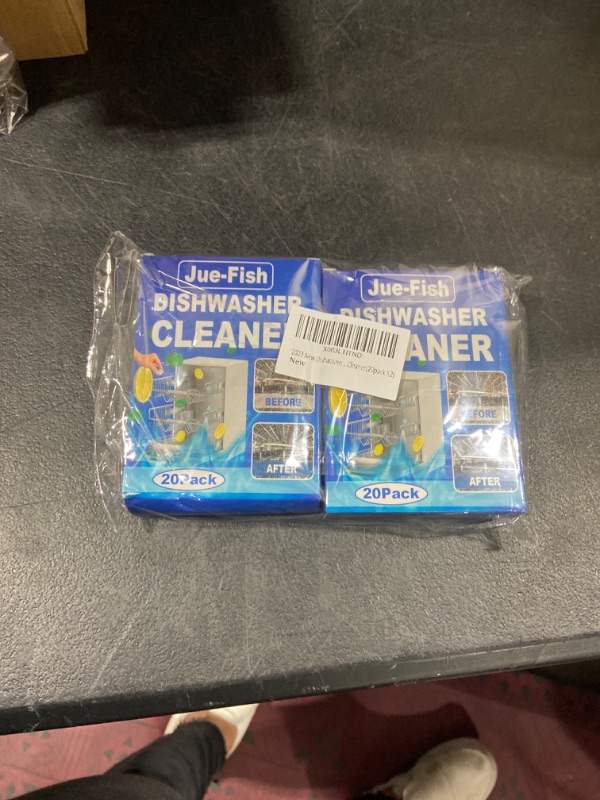 Jue-Fish
DISHWASHER
CLEANER
BEFORE
AFTER
20Pack
New
Jue-Fish
DISHWASHER
ANER
BEFORE
AFTER
20Pack